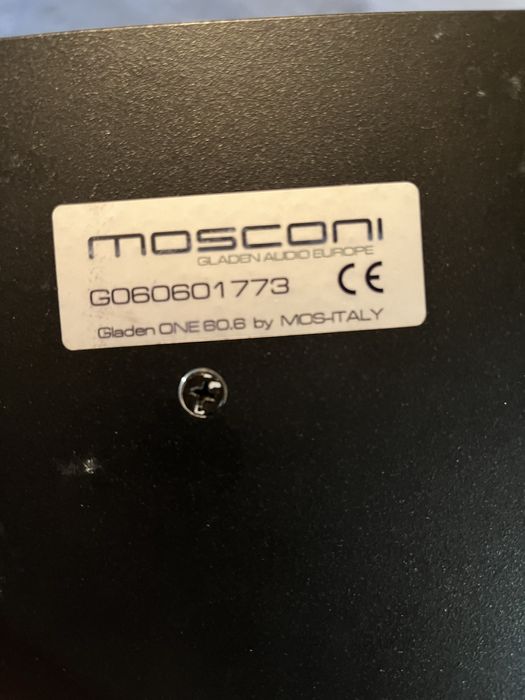 mosconi
GLADEN AUDIO EUROPE
G060601773 CE
Gladen ONE 60.6 by MOS-ITALY